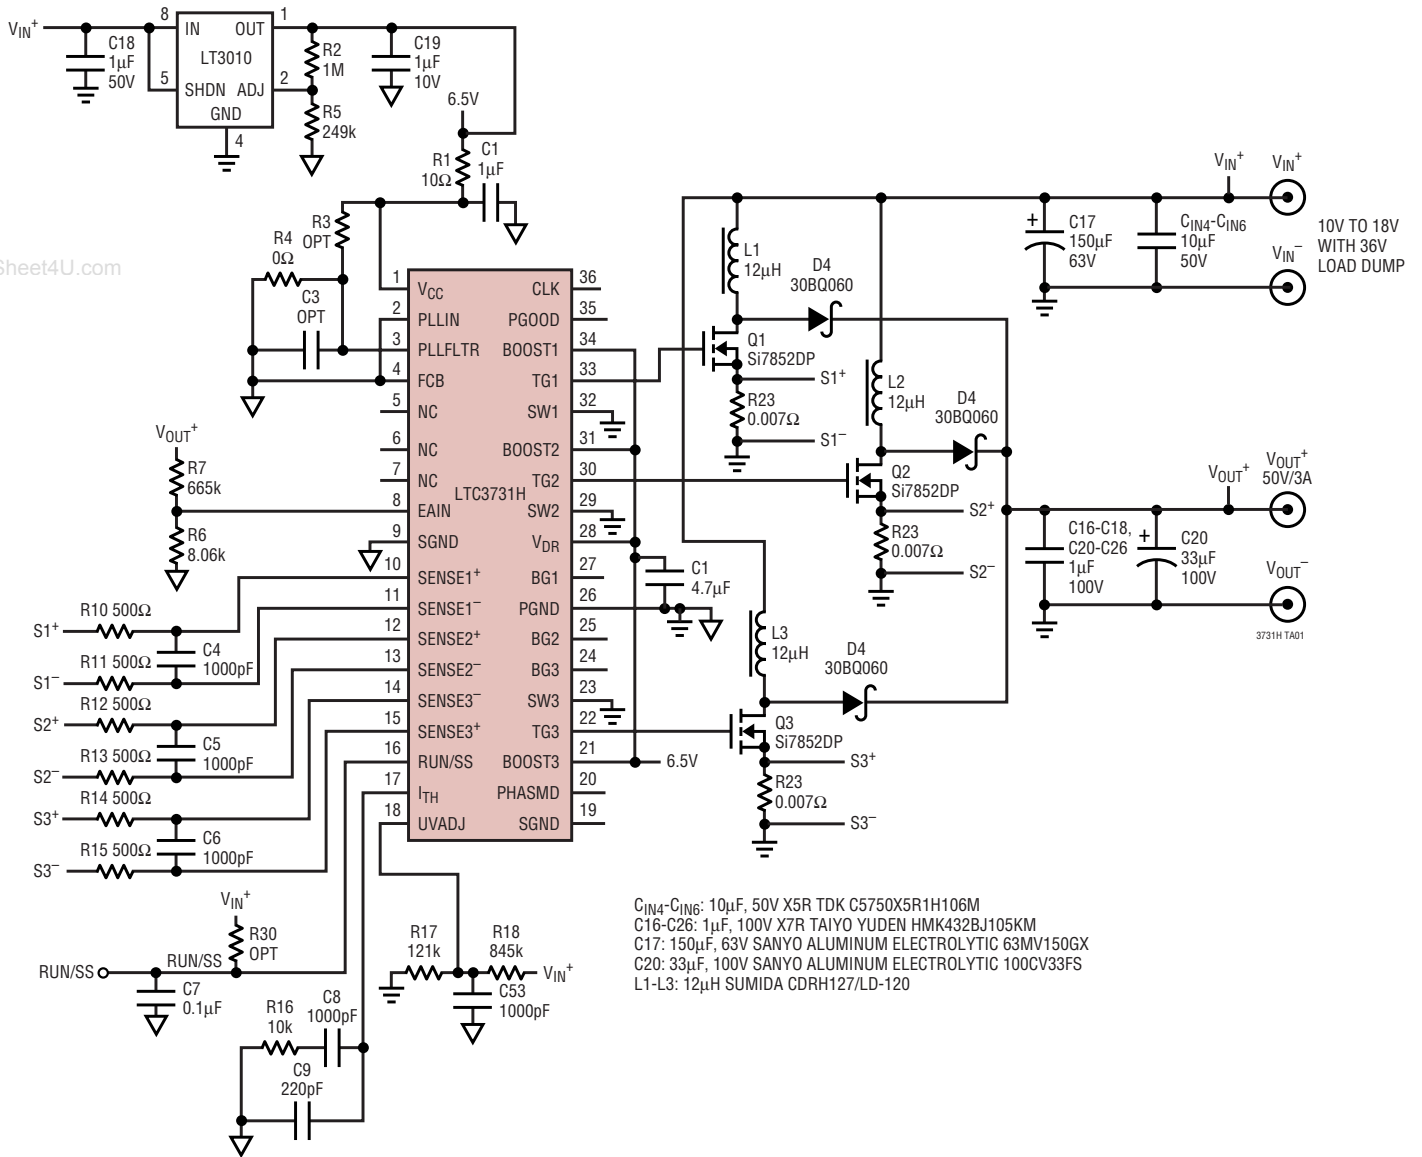 VIN+
8
IN
OUT
1
LT3010
5
SHDN
ADJ
2
GND
4
C18
1µF
50V
R2
1M
R5
249k
C19
1µF
10V
6.5V
R1
10Ω
C1
1µF
R3
OPT
R4
0Ω
C3
OPT
Sheet4U.com
LTC3731H
1
VCC
2
PLLIN
3
PLLFLTR
4
FCB
5
NC
6
NC
7
NC
8
EAIN
9
SGND
10
SENSE1+
11
SENSE1−
12
SENSE2+
13
SENSE2−
14
SENSE3−
15
SENSE3+
16
RUN/SS
17
ITH
18
UVADJ
CLK
36
PGOOD
35
BOOST1
34
TG1
33
SW1
32
BOOST2
31
TG2
30
SW2
29
VDR
28
BG1
27
PGND
26
BG2
25
BG3
24
SW3
23
TG3
22
BOOST3
21
PHASMD
20
SGND
19
VOUT+
R7
665k
R6
8.06k
S1+
R10 500Ω
C4
1000pF
S1−
R11 500Ω
S2+
R12 500Ω
C5
1000pF
S2−
R13 500Ω
S3+
R14 500Ω
C6
1000pF
S3−
R15 500Ω
VIN+
R30
OPT
RUN/SS
RUN/SS
C7
0.1µF
R16
10k
C8
1000pF
C9
220pF
R17
121k
R18
845k
VIN+
C53
1000pF
6.5V
C1
4.7µF
L1
12µH
D4
30BQ060
Q1
Si7852DP
S1+
R23
0.007Ω
S1−
L2
12µH
D4
30BQ060
Q2
Si7852DP
S2+
R23
0.007Ω
S2−
L3
12µH
D4
30BQ060
Q3
Si7852DP
S3+
R23
0.007Ω
S3−
VIN+
VIN+
+
C17
150µF
63V
CIN4-CIN6
10µF
50V
VIN−
10V TO 18V
WITH 36V
LOAD DUMP
VOUT+
VOUT+
50V/3A
C16-C18,
C20-C26
1µF
100V
+
C20
33µF
100V
VOUT−
3731H TA01
CIN4-CIN6: 10µF, 50V X5R TDK C5750X5R1H106M
C16-C26: 1µF, 100V X7R TAIYO YUDEN HMK432BJ105KM
C17: 150µF, 63V SANYO ALUMINUM ELECTROLYTIC 63MV150GX
C20: 33µF, 100V SANYO ALUMINUM ELECTROLYTIC 100CV33FS
L1-L3: 12µH SUMIDA CDRH127/LD-120